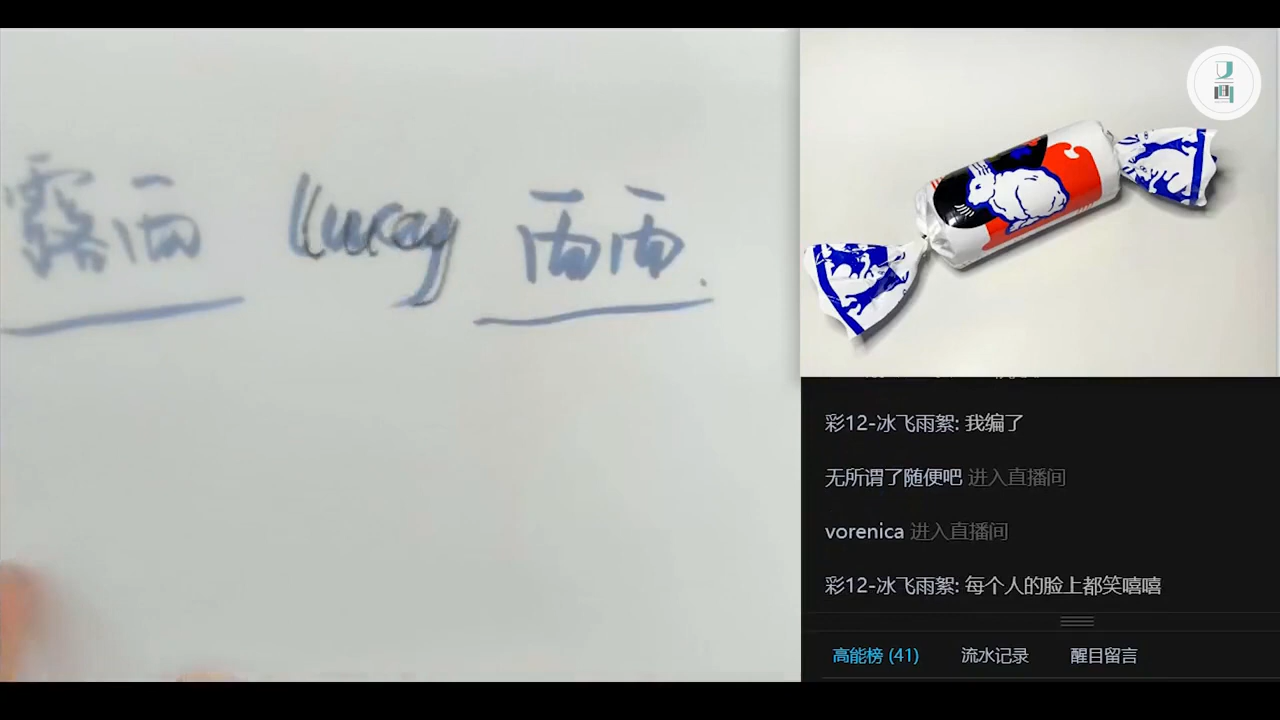 露雨 lucay 雨雨.
彩12-冰飞雨絮: 我编了
无所谓了随便吧 进入直播间
vorenica 进入直播间
彩12-冰飞雨絮: 每个人的脸上都笑嘻嘻
高能榜 (41) 流水记录 醒目留言